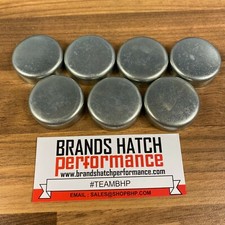 BRANDS HATCH
performance
www.brandshatchperformance.com
#TEAMBHP
EMAIL : SALES@SHOPBHP.COM